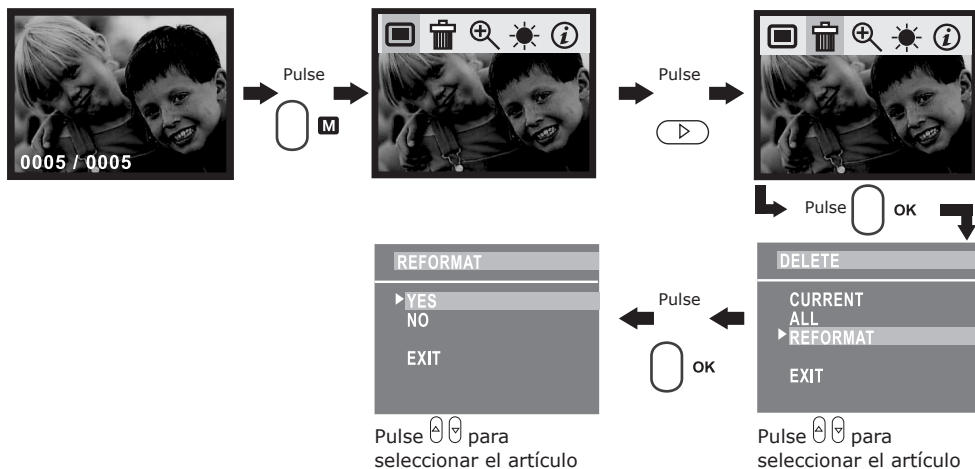 0005 / 0005
Pulse
M
i
Pulse
i
Pulse
OK
DELETE
CURRENT
ALL
REFORMAT
EXIT
Pulse para
seleccionar el artículo
Pulse
OK
REFORMAT
YES
NO
EXIT
Pulse para
seleccionar el artículo